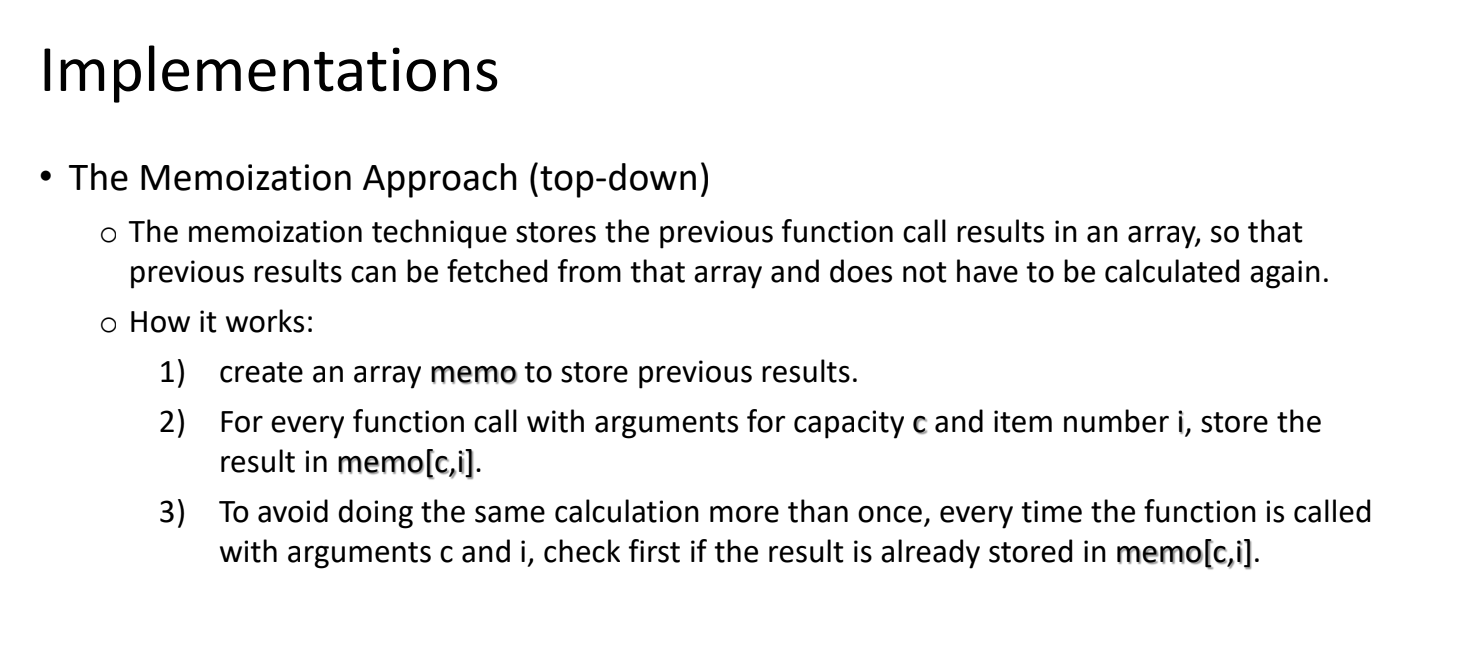 Implementations
• The Memoization Approach (top-down)
o The memoization technique stores the previous function call results in an array, so that
previous results can be fetched from that array and does not have to be calculated again.
o How it works:
1) create an array memo to store previous results.
2) For every function call with arguments for capacity c and item number i, store the
result in memo[c,i].
3) To avoid doing the same calculation more than once, every time the function is called
with arguments c and i, check first if the result is already stored in memo[c,i].